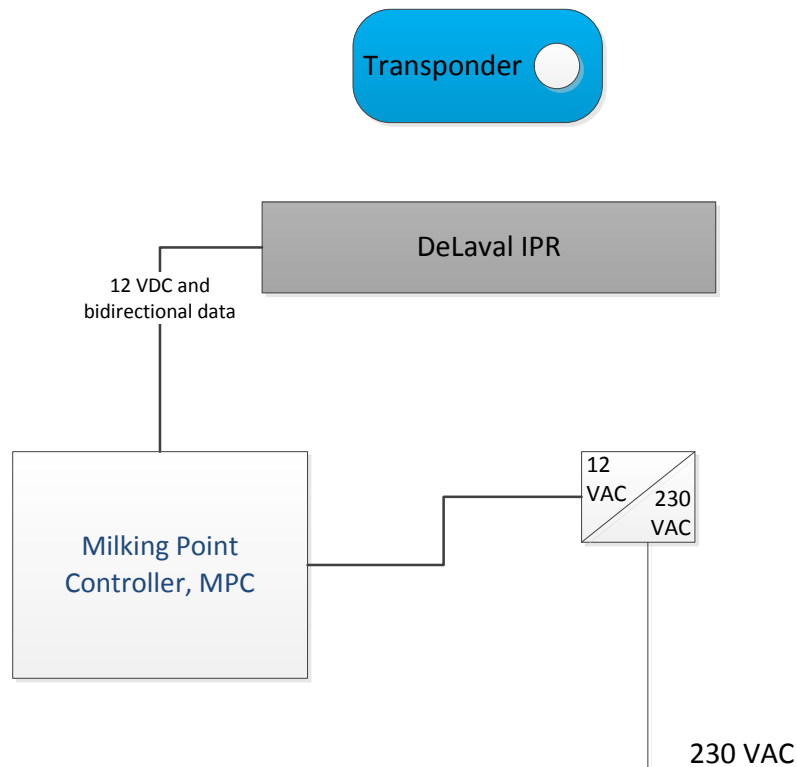 Transponder
DeLaval IPR
12 VDC and
bidirectional data
12
VAC
230
VAC
Milking Point
Controller, MPC
230 VAC